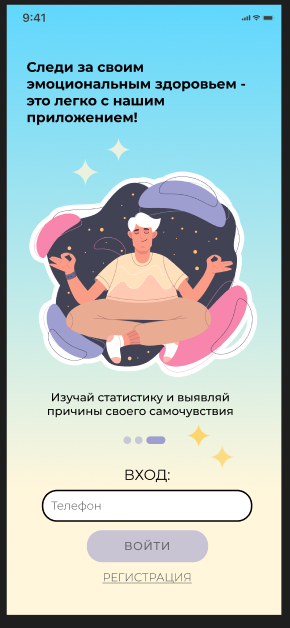 9:41
Следи за своим
эмоциональным здоровьем -
это легко с нашим
приложением!
Изучай статистику и выявляй
причины своего самочувствия
ВХОД:
Телефон
ВОЙТИ
РЕГИСТРАЦИЯ